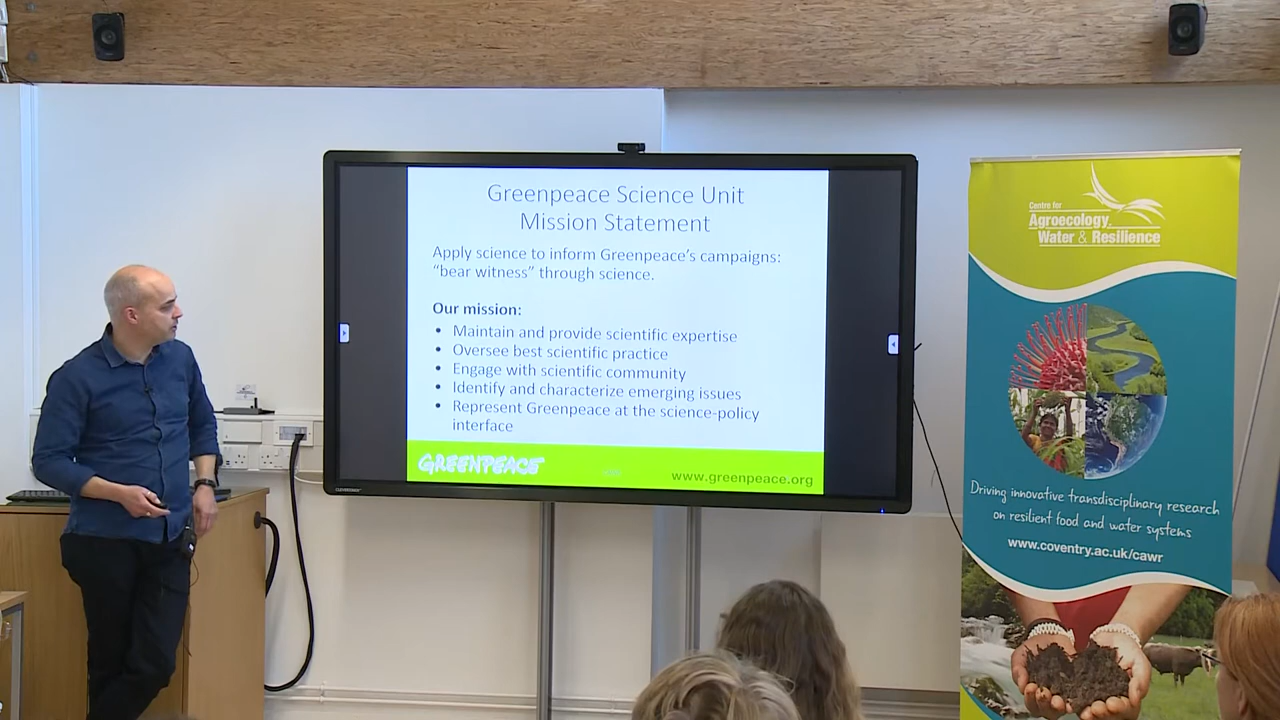 Greenpeace Science Unit
Mission Statement
Apply science to inform Greenpeace's campaigns:
"bear witness" through science.
Our mission:
• Maintain and provide scientific expertise
• Oversee best scientific practice
• Engage with scientific community
• Identify and characterize emerging issues
• Represent Greenpeace at the science-policy
interface
GREENPEACE
www.greenpeace.org
Centre for
Agroecology,
Water & Resilience
Driving innovative transdisciplinary research
on resilient food and water systems
www.coventry.ac.uk/cawr